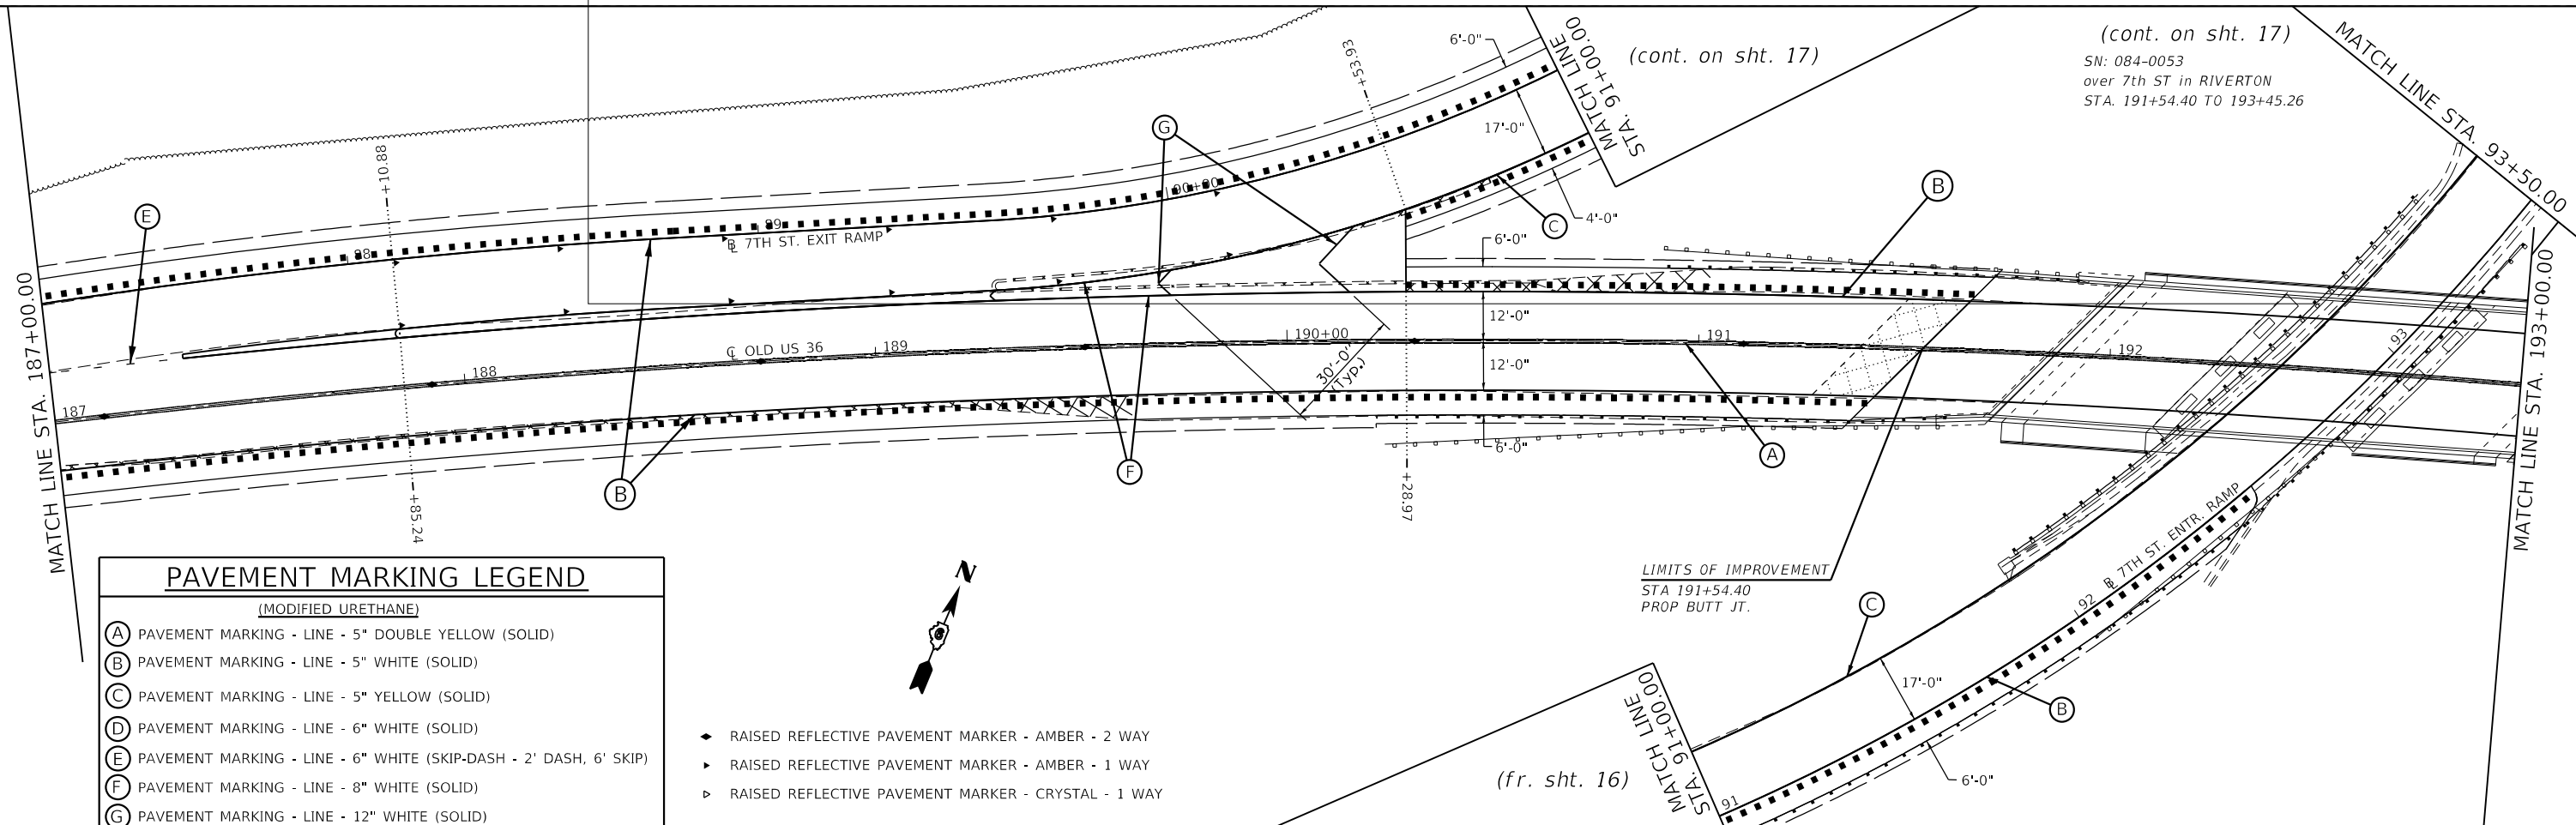 (cont. on sht. 17)
SN: 084-0053
over 7th ST in RIVERTON
STA. 191+54.40 TO 193+45.26
(cont. on sht. 17)
MATCH LINE STA. 93+50.00
MATCH LINE
STA. 91+00.00
6'-0"
+53.93
17'-0"
4'-0"
C
G
B
E
+10.88
88
89
90+00
℄ 7TH ST. EXIT RAMP
6'-0"
12'-0"
12'-0"
6'-0"
30'-0"
(TYP.)
MATCH LINE STA. 187+00.00
187
188
℄ OLD US 36
189
190+00
191
192
93
MATCH LINE STA. 193+00.00
A
F
B
+85.24
+28.97
LIMITS OF IMPROVEMENT
STA 191+54.40
PROP BUTT JT.
N
C
92
7TH ST. ENTR. RAMP
17'-0"
B
6'-0"
91
MATCH LINE
STA. 91+00.00
(fr. sht. 16)
PAVEMENT MARKING LEGEND
(MODIFIED URETHANE)
A PAVEMENT MARKING - LINE - 5" DOUBLE YELLOW (SOLID)
B PAVEMENT MARKING - LINE - 5" WHITE (SOLID)
C PAVEMENT MARKING - LINE - 5" YELLOW (SOLID)
D PAVEMENT MARKING - LINE - 6" WHITE (SOLID)
E PAVEMENT MARKING - LINE - 6" WHITE (SKIP-DASH - 2' DASH, 6' SKIP)
F PAVEMENT MARKING - LINE - 8" WHITE (SOLID)
G PAVEMENT MARKING - LINE - 12" WHITE (SOLID)
RAISED REFLECTIVE PAVEMENT MARKER - AMBER - 2 WAY
RAISED REFLECTIVE PAVEMENT MARKER - AMBER - 1 WAY
RAISED REFLECTIVE PAVEMENT MARKER - CRYSTAL - 1 WAY